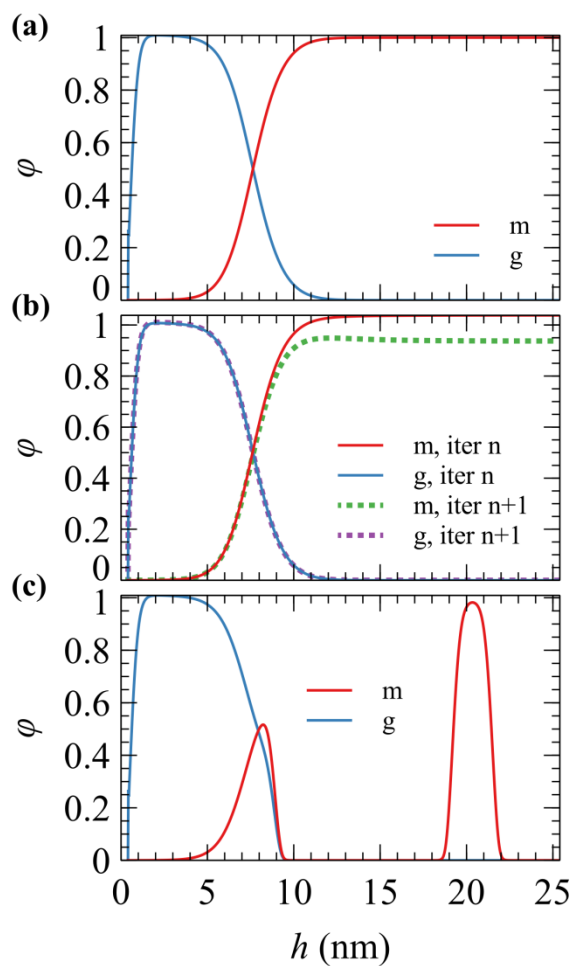 (a)
1
0.8
0.6
0.4
0.2
0
φ
m
g
(b)
1
0.8
0.6
0.4
0.2
0
φ
m, iter n
g, iter n
m, iter n+1
g, iter n+1
(c)
1
0.8
0.6
0.4
0.2
0
φ
m
g
0 5 10 15 20 25
h (nm)